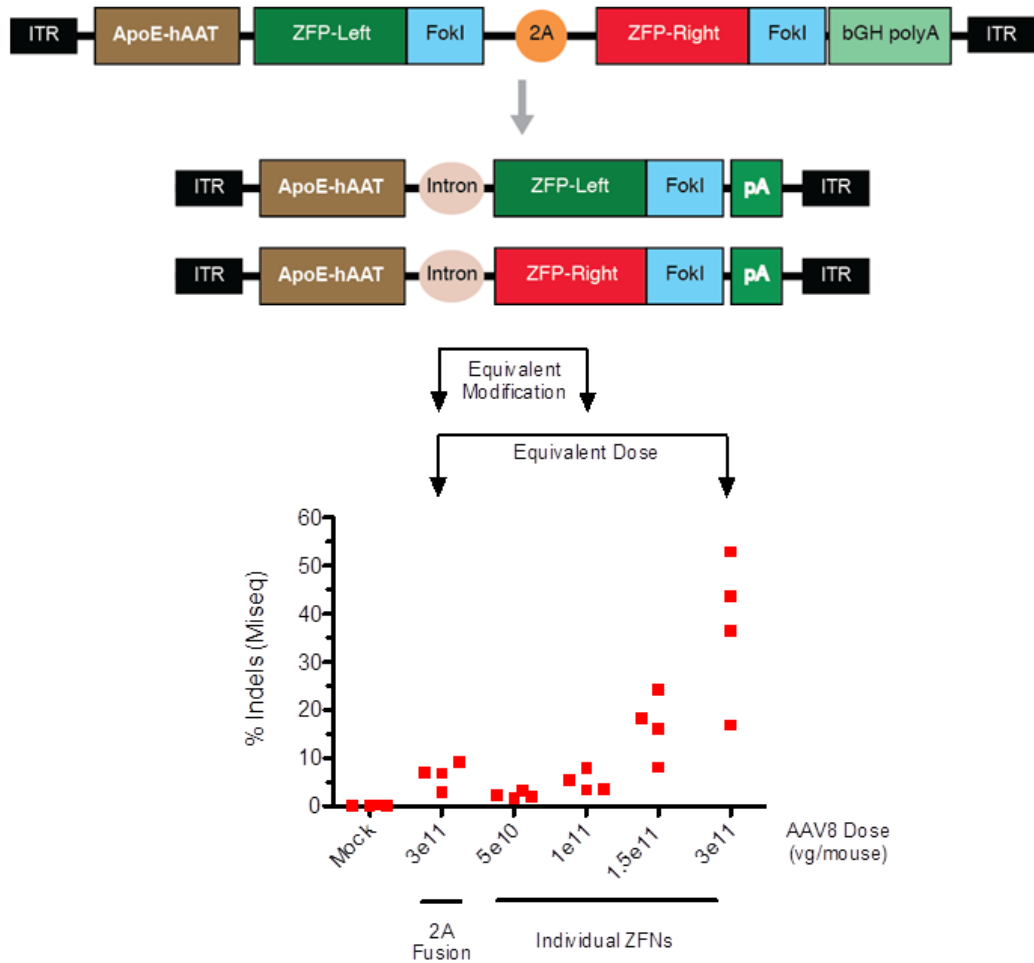 ITR ApoE-hAAT ZFP-Left FokI 2A ZFP-Right FokI bGH polyA ITR
ITR ApoE-hAAT Intron ZFP-Left FokI pA ITR
ITR ApoE-hAAT Intron ZFP-Right FokI pA ITR
Equivalent
Modification
Equivalent Dose
% Indels (Miseq)
60
50
40
30
20
10
0
Mock 3e11 5e10 1e11 1.5e11 3e11
AAV8 Dose
(vg/mouse)
2A
Fusion
Individual ZFNs